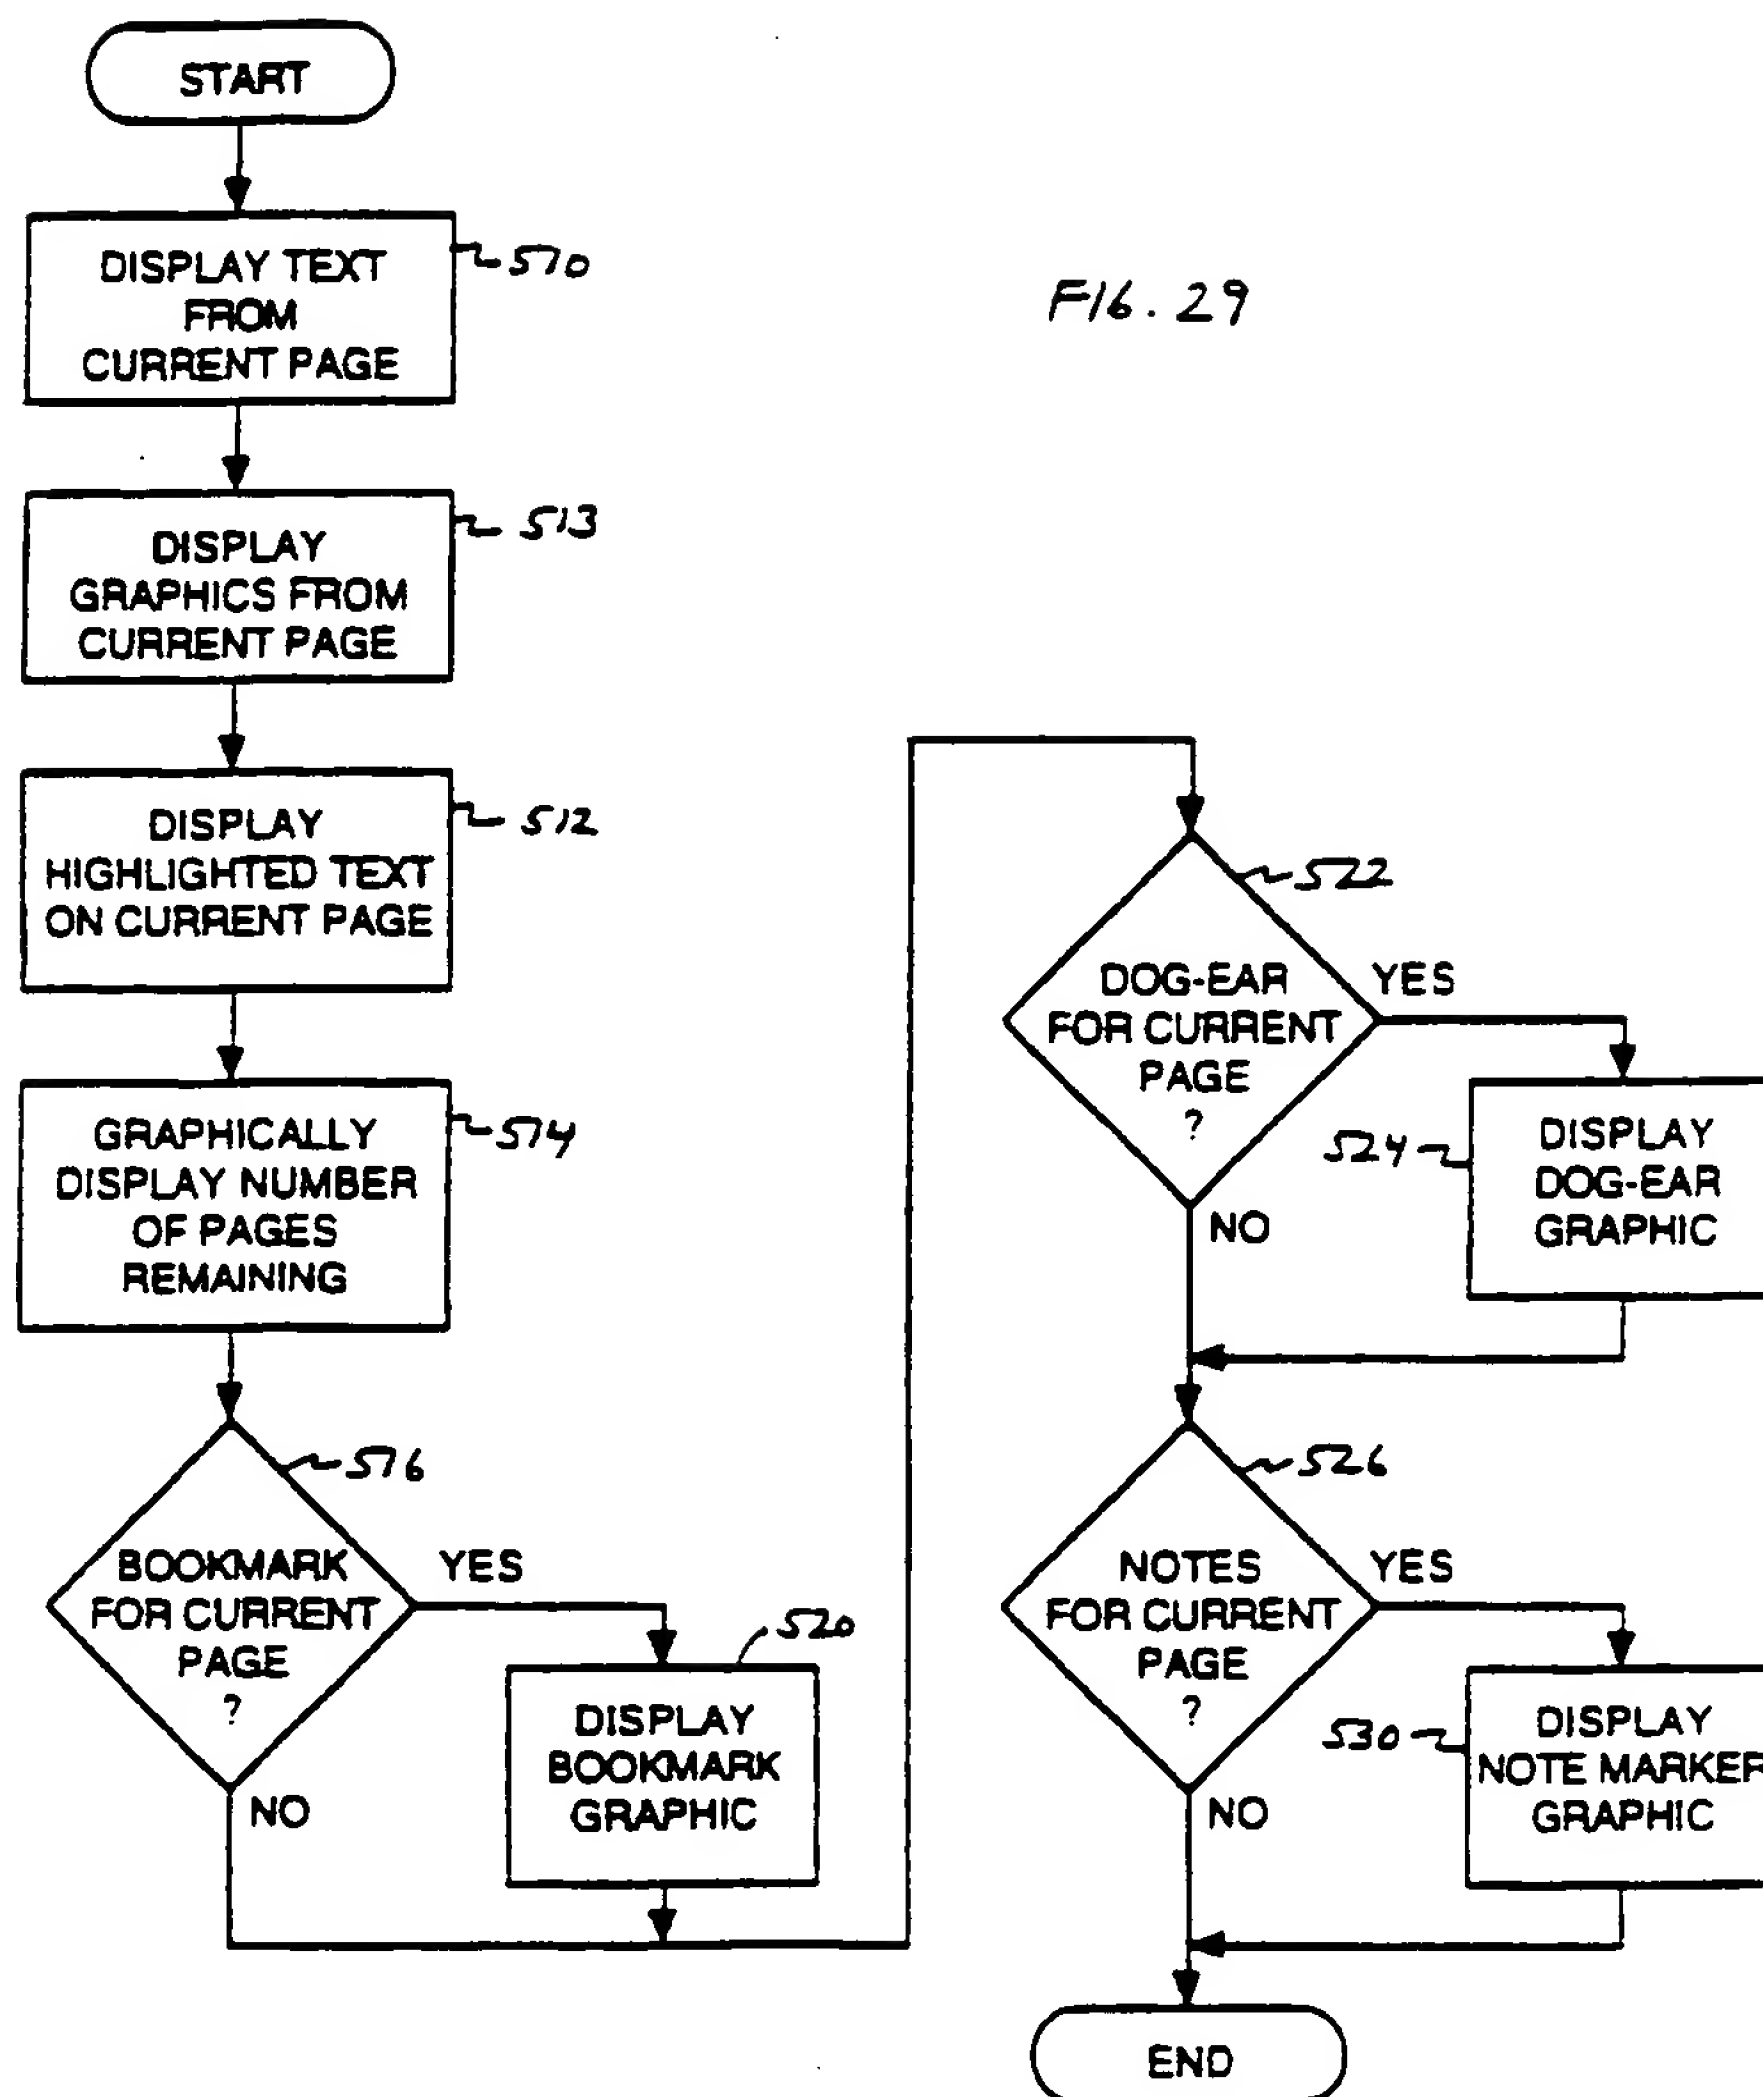 START
DISPLAY TEXT
FROM
CURRENT PAGE
510
FIG. 29
DISPLAY
GRAPHICS FROM
CURRENT PAGE
513
DISPLAY
HIGHLIGHTED TEXT
ON CURRENT PAGE
512
GRAPHICALLY
DISPLAY NUMBER
OF PAGES
REMAINING
514
BOOKMARK
FOR CURRENT
PAGE
?
516
YES
NO
DISPLAY
BOOKMARK
GRAPHIC
520
DOG-EAR
FOR CURRENT
PAGE
?
522
YES
NO
DISPLAY
DOG-EAR
GRAPHIC
524
NOTES
FOR CURRENT
PAGE
?
526
YES
NO
DISPLAY
NOTE MARKER
GRAPHIC
530
END